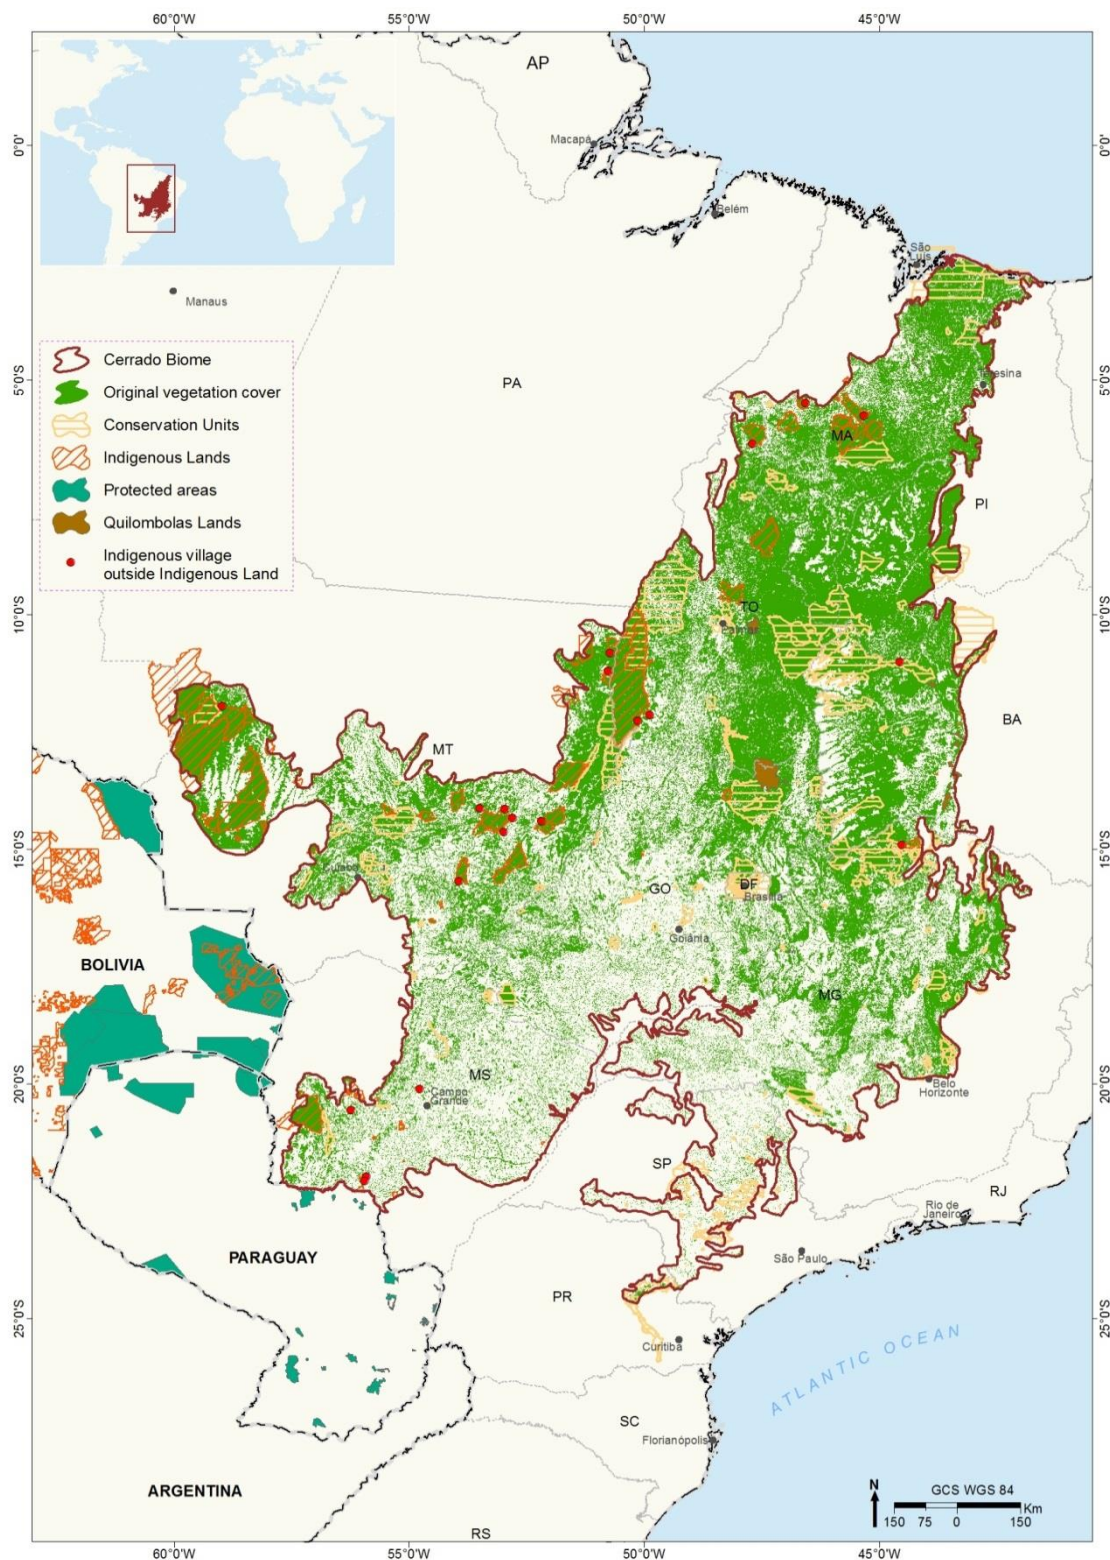 60°0'W 55°0'W 50°0'W 45°0'W
AP
Macapá
0°0' 0°0'
Belém
São
Luís
Manaus
Cerrado Biome
Original vegetation cover
Conservation Units
Indigenous Lands
Protected areas
Quilombolas Lands
Indigenous village
outside Indigenous Land
PA
5°0'S 5°0'S
MA
PI
TO
10°0'S 10°0'S
BA
MT
15°0'S 15°0'S
GO
DF
Brasília
Goiânia
BOLIVIA
MG
MS
Campo
Grande
20°0'S 20°0'S
Belo
Horizonte
SP
RJ
Rio de
Janeiro
São Paulo
PARAGUAY
PR
25°0'S 25°0'S
Curitiba
ATLANTIC OCEAN
SC
Florianópolis
ARGENTINA
RS
N
GCS WGS 84
Km
150 75 0 150
60°0'W 55°0'W 50°0'W 45°0'W